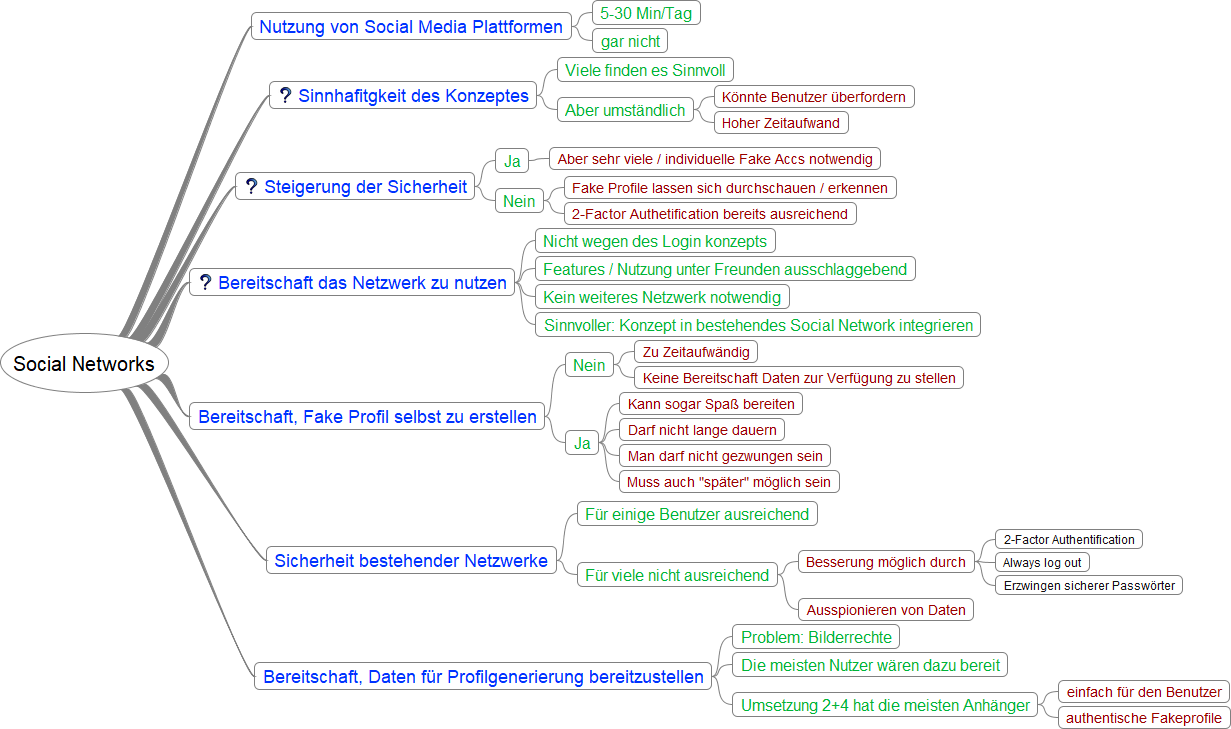 Social Networks
Nutzung von Social Media Plattformen
5-30 Min/Tag
gar nicht
? Sinnhafitgkeit des Konzeptes
Viele finden es Sinnvoll
Aber umständlich
Könnte Benutzer überfordern
Hoher Zeitaufwand
? Steigerung der Sicherheit
Ja
Aber sehr viele / individuelle Fake Accs notwendig
Nein
Fake Profile lassen sich durchschauen / erkennen
2-Factor Authetification bereits ausreichend
? Bereitschaft das Netzwerk zu nutzen
Nicht wegen des Login konzepts
Features / Nutzung unter Freunden ausschlaggebend
Kein weiteres Netzwerk notwendig
Sinnvoller: Konzept in bestehendes Social Network integrieren
Bereitschaft, Fake Profil selbst zu erstellen
Nein
Zu Zeitaufwändig
Keine Bereitschaft Daten zur Verfügung zu stellen
Ja
Kann sogar Spaß bereiten
Darf nicht lange dauern
Man darf nicht gezwungen sein
Muss auch "später" möglich sein
Sicherheit bestehender Netzwerke
Für einige Benutzer ausreichend
Für viele nicht ausreichend
Besserung möglich durch
2-Factor Authentification
Always log out
Erzwingen sicherer Passwörter
Ausspionieren von Daten
Bereitschaft, Daten für Profilgenerierung bereitzustellen
Problem: Bilderrechte
Die meisten Nutzer wären dazu bereit
Umsetzung 2+4 hat die meisten Anhänger
einfach für den Benutzer
authentische Fakeprofile